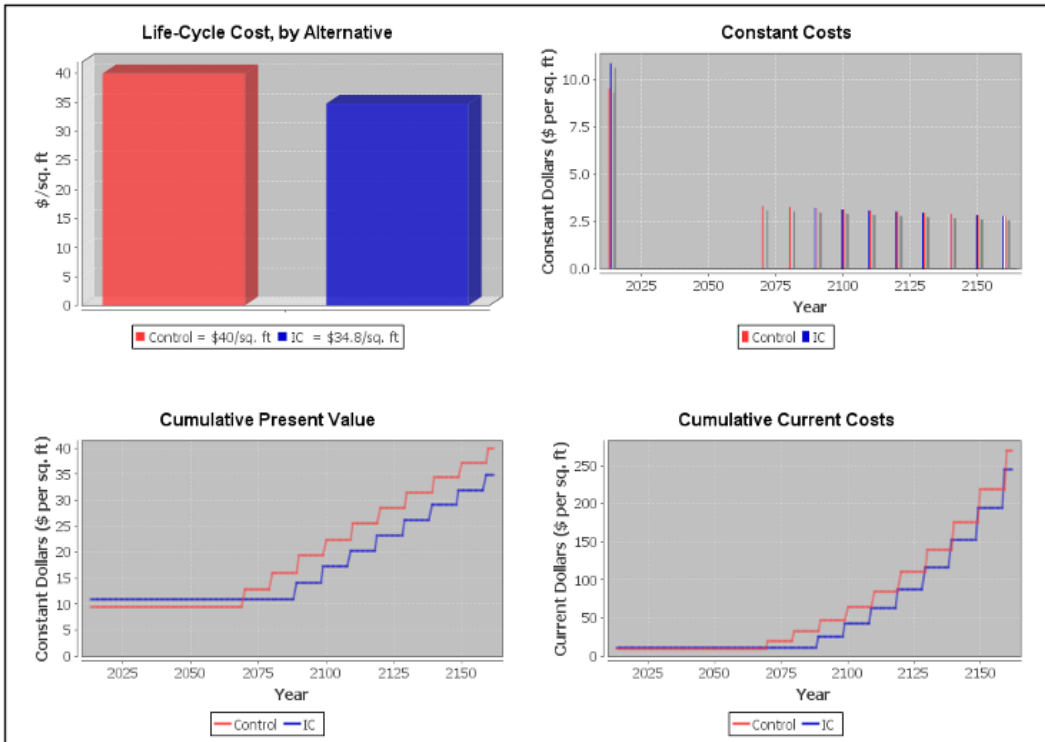 Life-Cycle Cost, by Alternative
$/sq. ft
40
35
30
25
20
15
10
5
0
Control = $40/sq. ft IC = $34.8/sq. ft
Constant Costs
Constant Dollars ($ per sq. ft)
10.0
7.5
5.0
2.5
0.0
2025 2050 2075 2100 2125 2150
Year
Control IC
Cumulative Present Value
Constant Dollars ($ per sq. ft)
40
35
30
25
20
15
10
5
0
2025 2050 2075 2100 2125 2150
Year
Control IC
Cumulative Current Costs
Current Dollars ($ per sq. ft)
250
200
150
100
50
0
2025 2050 2075 2100 2125 2150
Year
Control IC